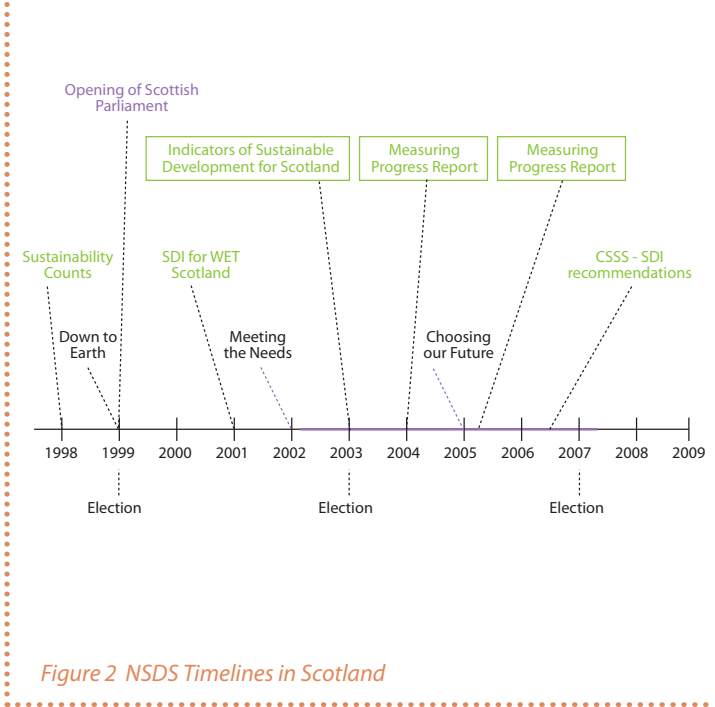 Opening of Scottish
Parliament
Indicators of Sustainable
Development for Scotland
Measuring
Progress Report
Measuring
Progress Report
Sustainability
Counts
SDI for WET
Scotland
CSSS - SDI
recommendations
Down to
Earth
Meeting
the Needs
Choosing
our Future
1998 1999 2000 2001 2002 2003 2004 2005 2006 2007 2008 2009
Election Election Election
Figure 2 NSDS Timelines in Scotland